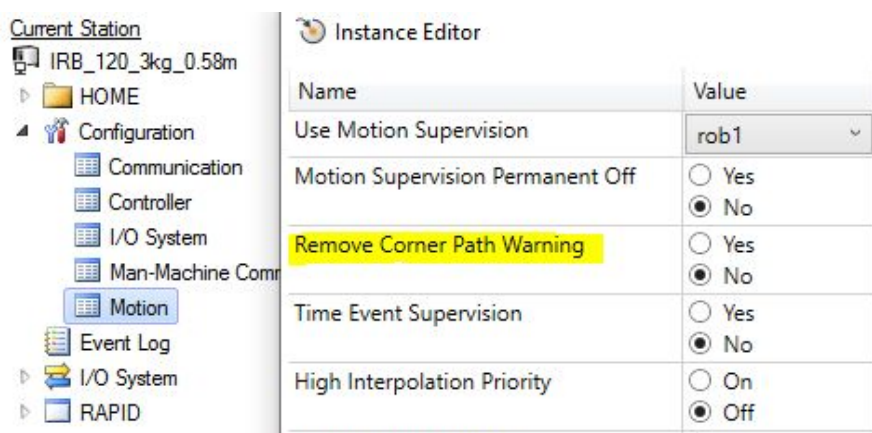 Current Station
IRB_120_3kg_0.58m
HOME
Configuration
Communication
Controller
I/O System
Man-Machine Comm
Motion
Event Log
I/O System
RAPID
Instance Editor
Name Value
Use Motion Supervision rob1
Motion Supervision Permanent Off Yes
No
Remove Corner Path Warning Yes
No
Time Event Supervision Yes
No
High Interpolation Priority On
Off